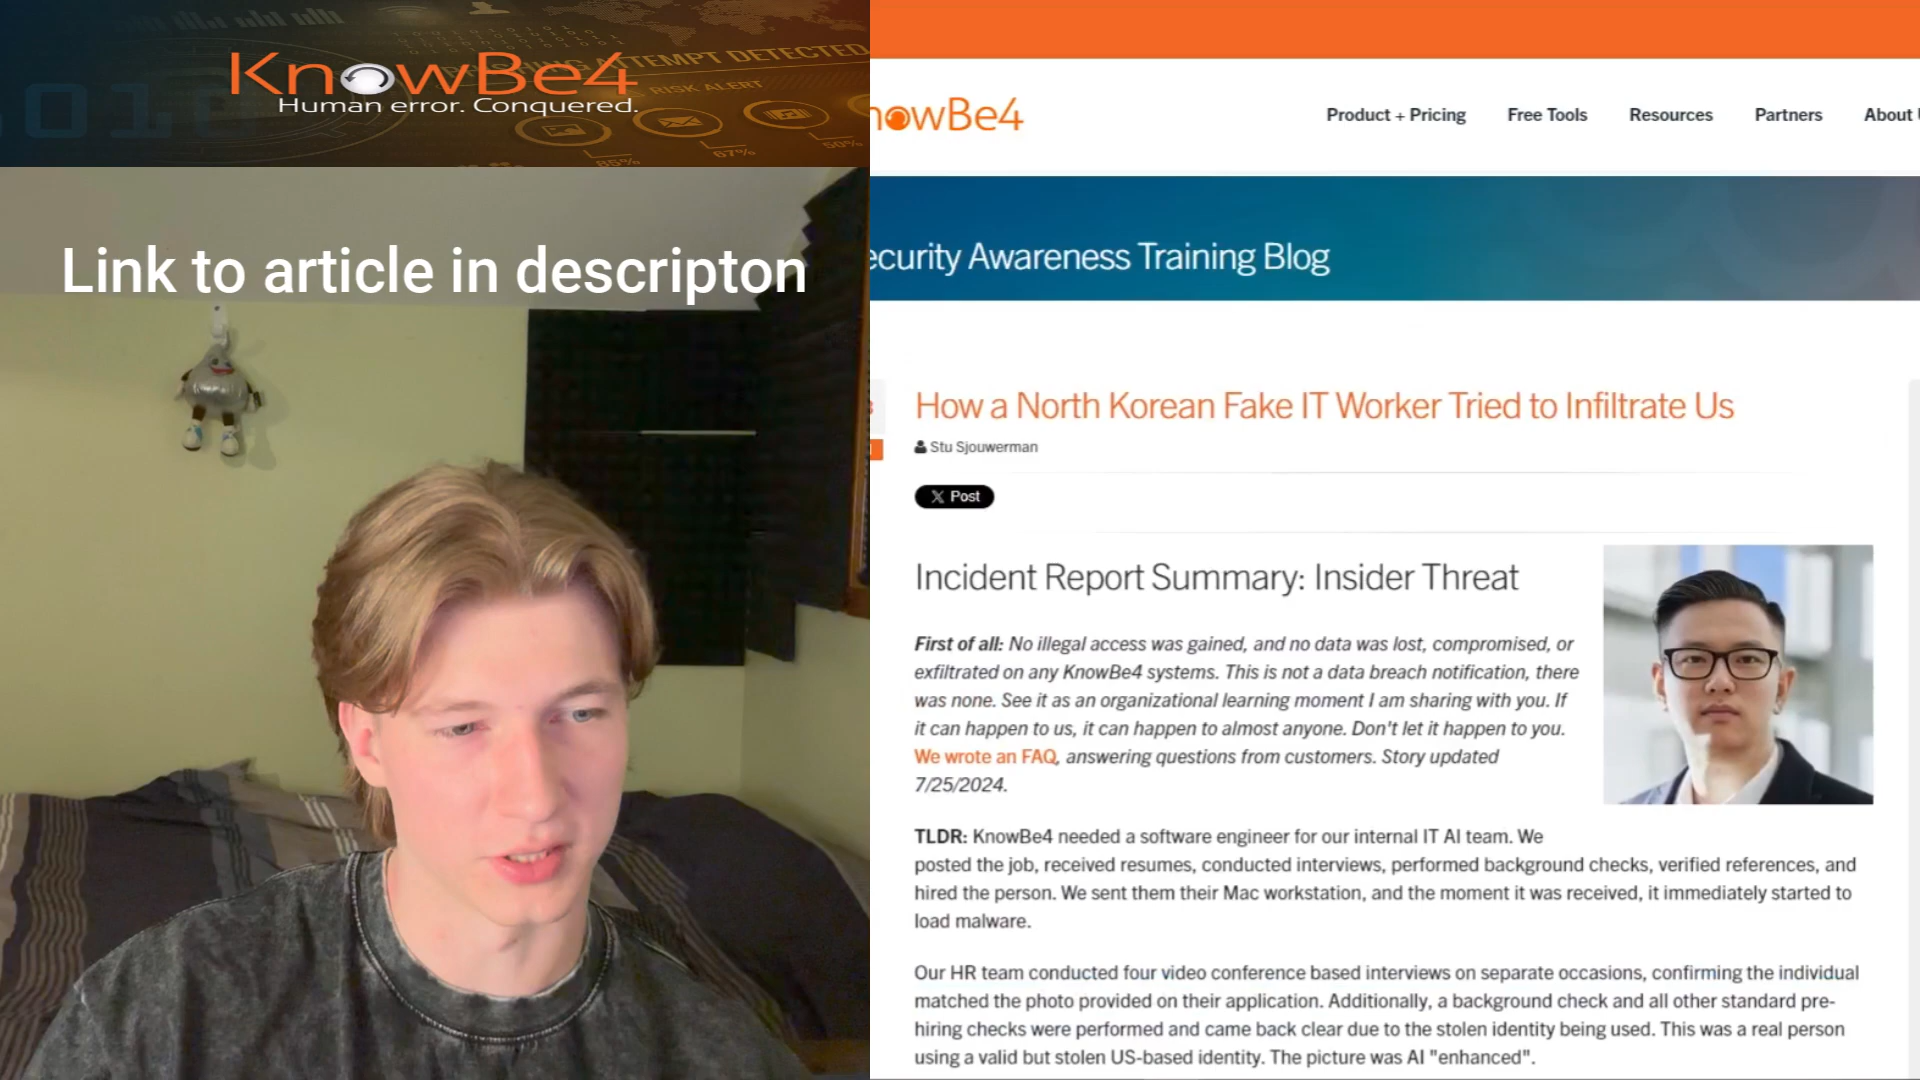 KnowBe4
Human error. Conquered.
ATTEMPT DETECTED
RISK ALERT
010
85%
67%
50%
Link to article in descripton
nowBe4
Product + Pricing
Free Tools
Resources
Partners
About
ecurity Awareness Training Blog
How a North Korean Fake IT Worker Tried to Infiltrate Us
Stu Sjouwerman
X Post
Incident Report Summary: Insider Threat
First of all: No illegal access was gained, and no data was lost, compromised, or
exfiltrated on any KnowBe4 systems. This is not a data breach notification, there
was none. See it as an organizational learning moment I am sharing with you. If
it can happen to us, it can happen to almost anyone. Don't let it happen to you.
We wrote an FAQ, answering questions from customers. Story updated
7/25/2024.
TLDR: KnowBe4 needed a software engineer for our internal IT AI team. We
posted the job, received resumes, conducted interviews, performed background checks, verified references, and
hired the person. We sent them their Mac workstation, and the moment it was received, it immediately started to
load malware.
Our HR team conducted four video conference based interviews on separate occasions, confirming the individual
matched the photo provided on their application. Additionally, a background check and all other standard pre-
hiring checks were performed and came back clear due to the stolen identity being used. This was a real person
using a valid but stolen US-based identity. The picture was AI "enhanced".